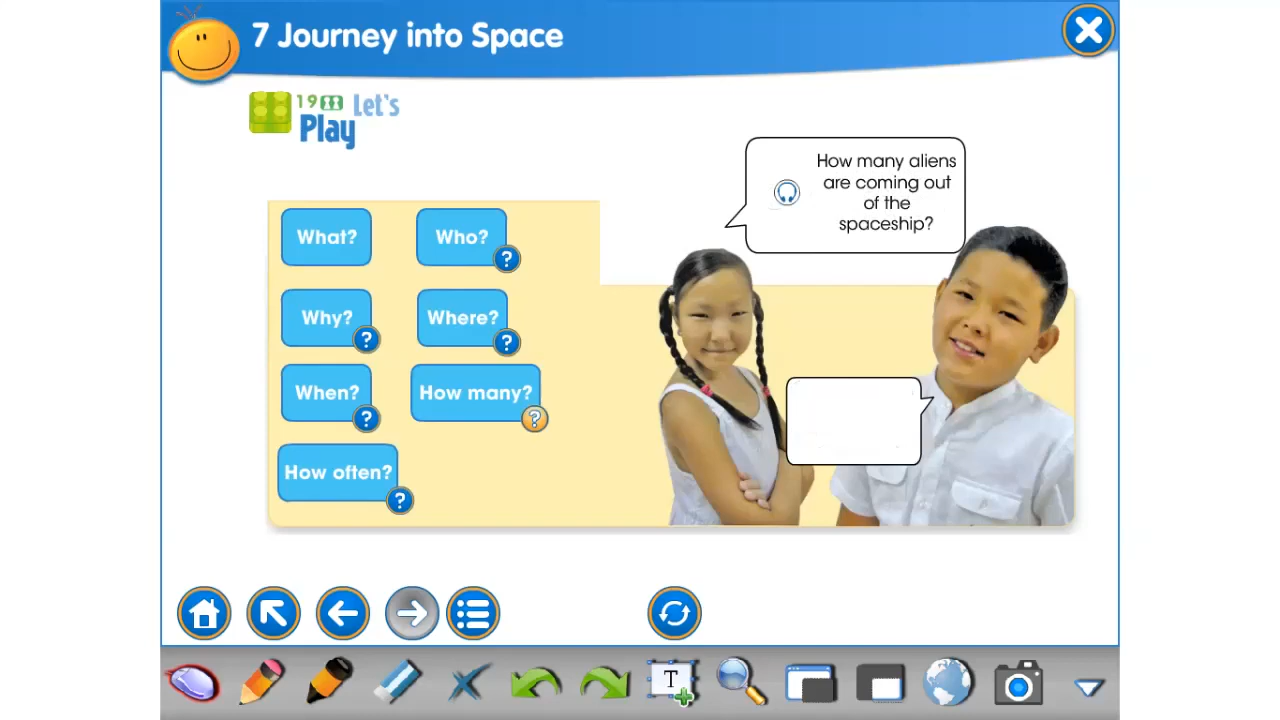 7 Journey into Space
19 Let's
Play
How many aliens
are coming out
of the
spaceship?
What?
Who?
?
Why?
Where?
?
?
When?
How many?
?
?
How often?
?
T